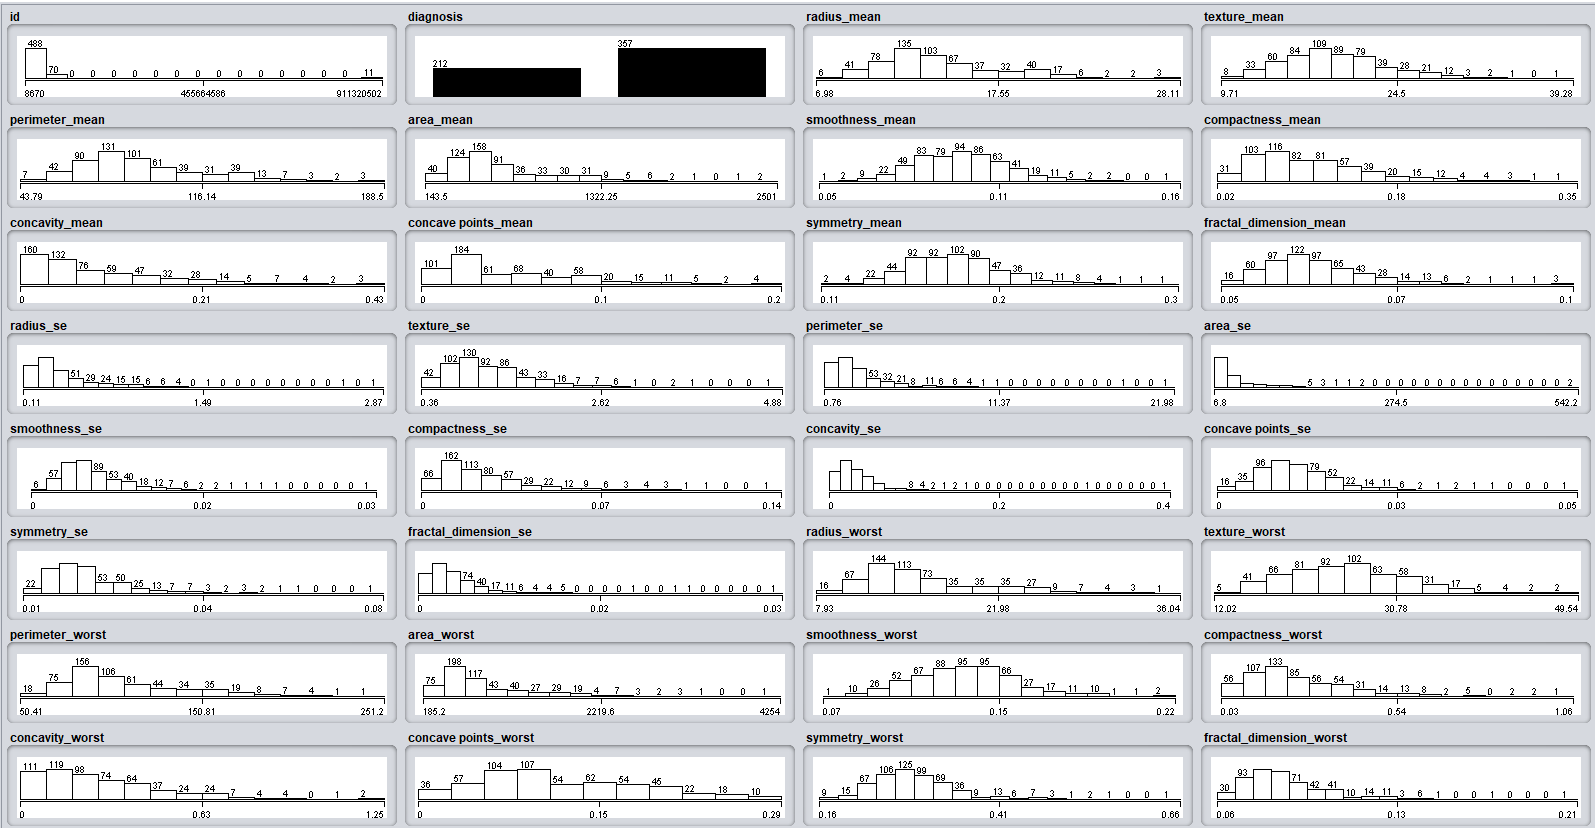 id diagnosis radius_mean texture_mean
488 70 0 0 0 0 0 0 0 0 0 0 0 0 0 11
8670 455664586 911320502
212 357
6 41 78 135 103 67 37 32 40 17 6 2 2 3
6.98 17.55 28.11
8 33 60 84 109 89 79 39 28 21 12 3 2 1 0 1
9.71 24.5 39.28
perimeter_mean area_mean smoothness_mean compactness_mean
7 42 90 131 101 61 39 31 39 13 7 3 2 3
43.79 116.14 188.5
40 124 158 91 36 33 30 31 9 5 6 2 1 0 1 2
143.5 1322.25 2501
1 2 9 22 49 83 79 94 86 63 41 19 11 5 2 2 0 0 1
0.05 0.11 0.16
31 103 116 82 81 57 39 20 15 12 4 4 3 1 1
0.02 0.18 0.35
concavity_mean concave points_mean symmetry_mean fractal_dimension_mean
160 132 76 59 47 32 28 14 5 7 4 2 3
0 0.21 0.43
101 184 61 68 40 58 20 15 11 5 2 4
0 0.1 0.2
2 4 22 44 92 92 102 90 47 36 12 11 8 4 1 1 1
0.11 0.2 0.3
16 60 97 122 97 65 43 28 14 13 6 2 1 1 1 3
0.05 0.07 0.1
radius_se texture_se perimeter_se area_se
51 29 24 15 15 6 6 4 0 1 0 0 0 0 0 0 0 0 1 0 1
0.11 1.49 2.87
42 102 130 92 86 43 33 16 7 7 6 1 0 2 1 0 0 0 1
0.36 2.62 4.88
53 32 21 8 11 6 6 4 1 1 0 0 0 0 0 0 0 1 0 0 1
0.76 11.37 21.98
5 3 1 1 2 0 0 0 0 0 0 0 0 0 0 0 0 0 0 0 2
6.8 274.5 542.2
smoothness_se compactness_se concavity_se concave points_se
6 57 89 53 40 18 12 7 6 2 2 2 1 1 0 0 0 0 0 0 1
0 0.02 0.03
66 162 113 80 57 29 22 12 9 6 3 4 3 1 1 0 0 1
0 0.07 0.14
8 4 2 1 2 1 0 0 0 0 0 0 0 0 0 1 0 0 0 0 0 0 0 1
0 0.2 0.4
16 35 96 79 52 22 14 11 6 2 1 2 1 1 0 0 0 1
0 0.03 0.05
symmetry_se fractal_dimension_se radius_worst texture_worst
22 53 50 25 13 7 7 3 2 3 2 1 1 0 0 0 1
0.01 0.04 0.08
74 40 17 11 6 4 4 5 0 0 0 1 0 0 1 1 0 0 0 0 0 1
0 0.02 0.03
16 67 144 113 73 35 35 35 27 9 7 4 3 1
7.93 21.98 36.04
5 41 66 81 92 102 63 58 31 17 5 4 2 2
12.02 30.78 49.54
perimeter_worst area_worst smoothness_worst compactness_worst
18 75 156 106 61 44 34 35 19 8 7 4 1 1
50.41 150.81 251.2
75 198 117 43 40 27 29 19 4 7 3 2 3 1 0 0 1
185.2 2219.6 4254
1 10 26 52 67 88 95 95 66 27 17 11 10 1 1 2
0.07 0.15 0.22
56 107 133 85 56 54 31 14 13 8 2 5 0 2 2 1
0.03 0.54 1.06
concavity_worst concave points_worst symmetry_worst fractal_dimension_worst
111 119 98 74 64 37 24 24 7 4 4 0 1 2
0 0.63 1.25
36 57 104 107 54 62 54 45 22 18 10
0 0.15 0.29
9 15 67 106 125 99 69 36 9 13 6 7 3 1 2 1 0 0 1
0.16 0.41 0.66
30 93 71 42 41 10 14 11 3 6 1 0 0 1 0 0 0 1
0.06 0.13 0.21